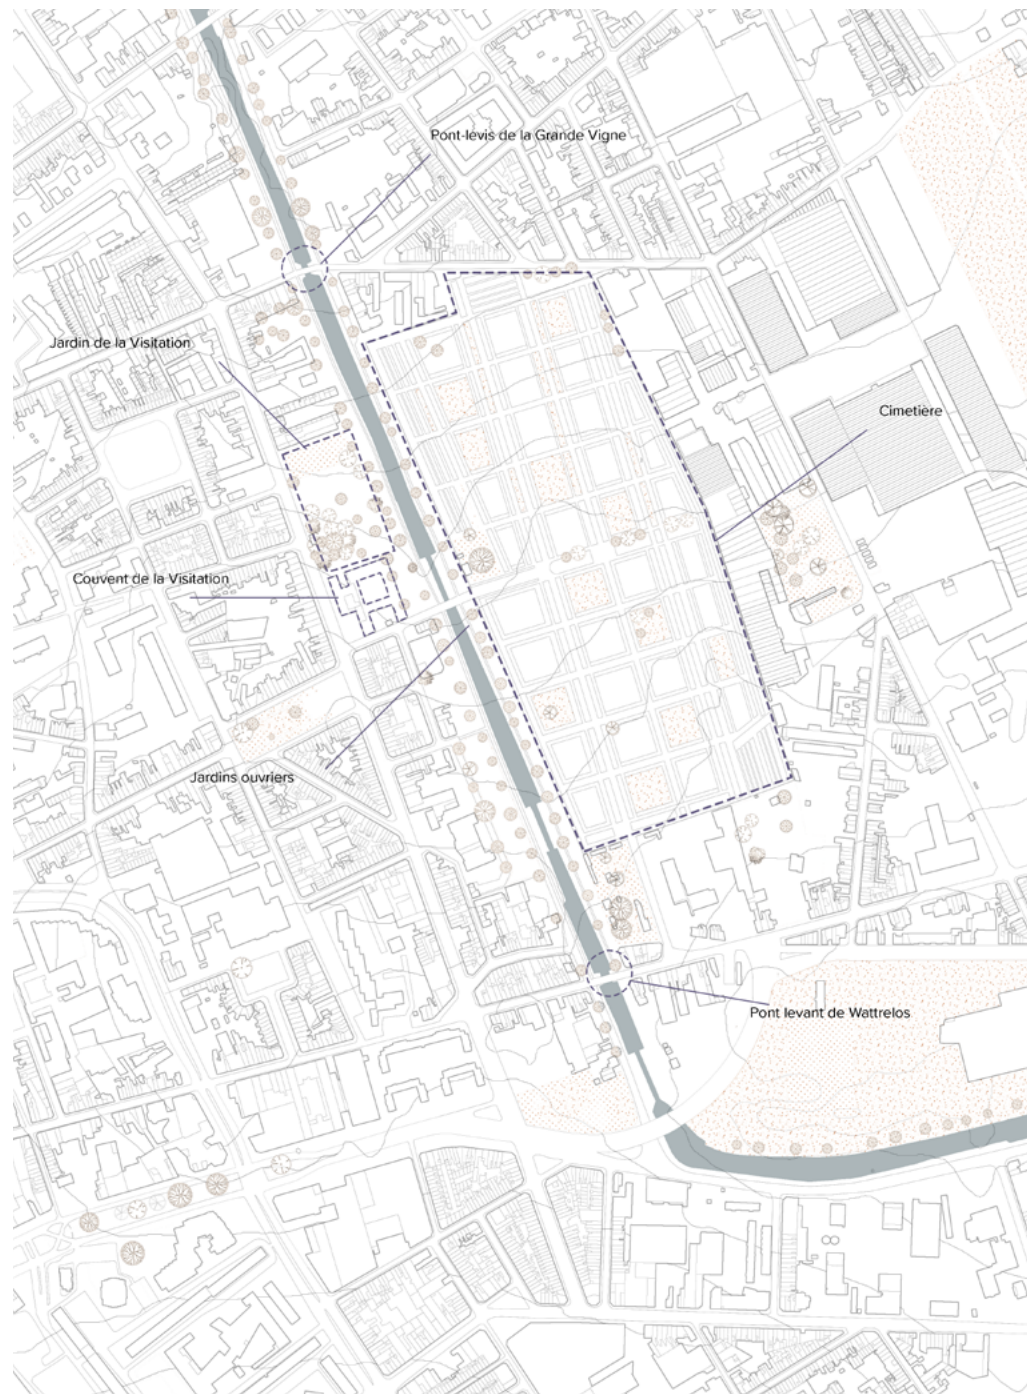 Pont-levis de la Grande Vigne
Jardin de la Visitation
Cimetière
Couvent de la Visitation
Jardins ouvriers
Pont levant de Wattrelos